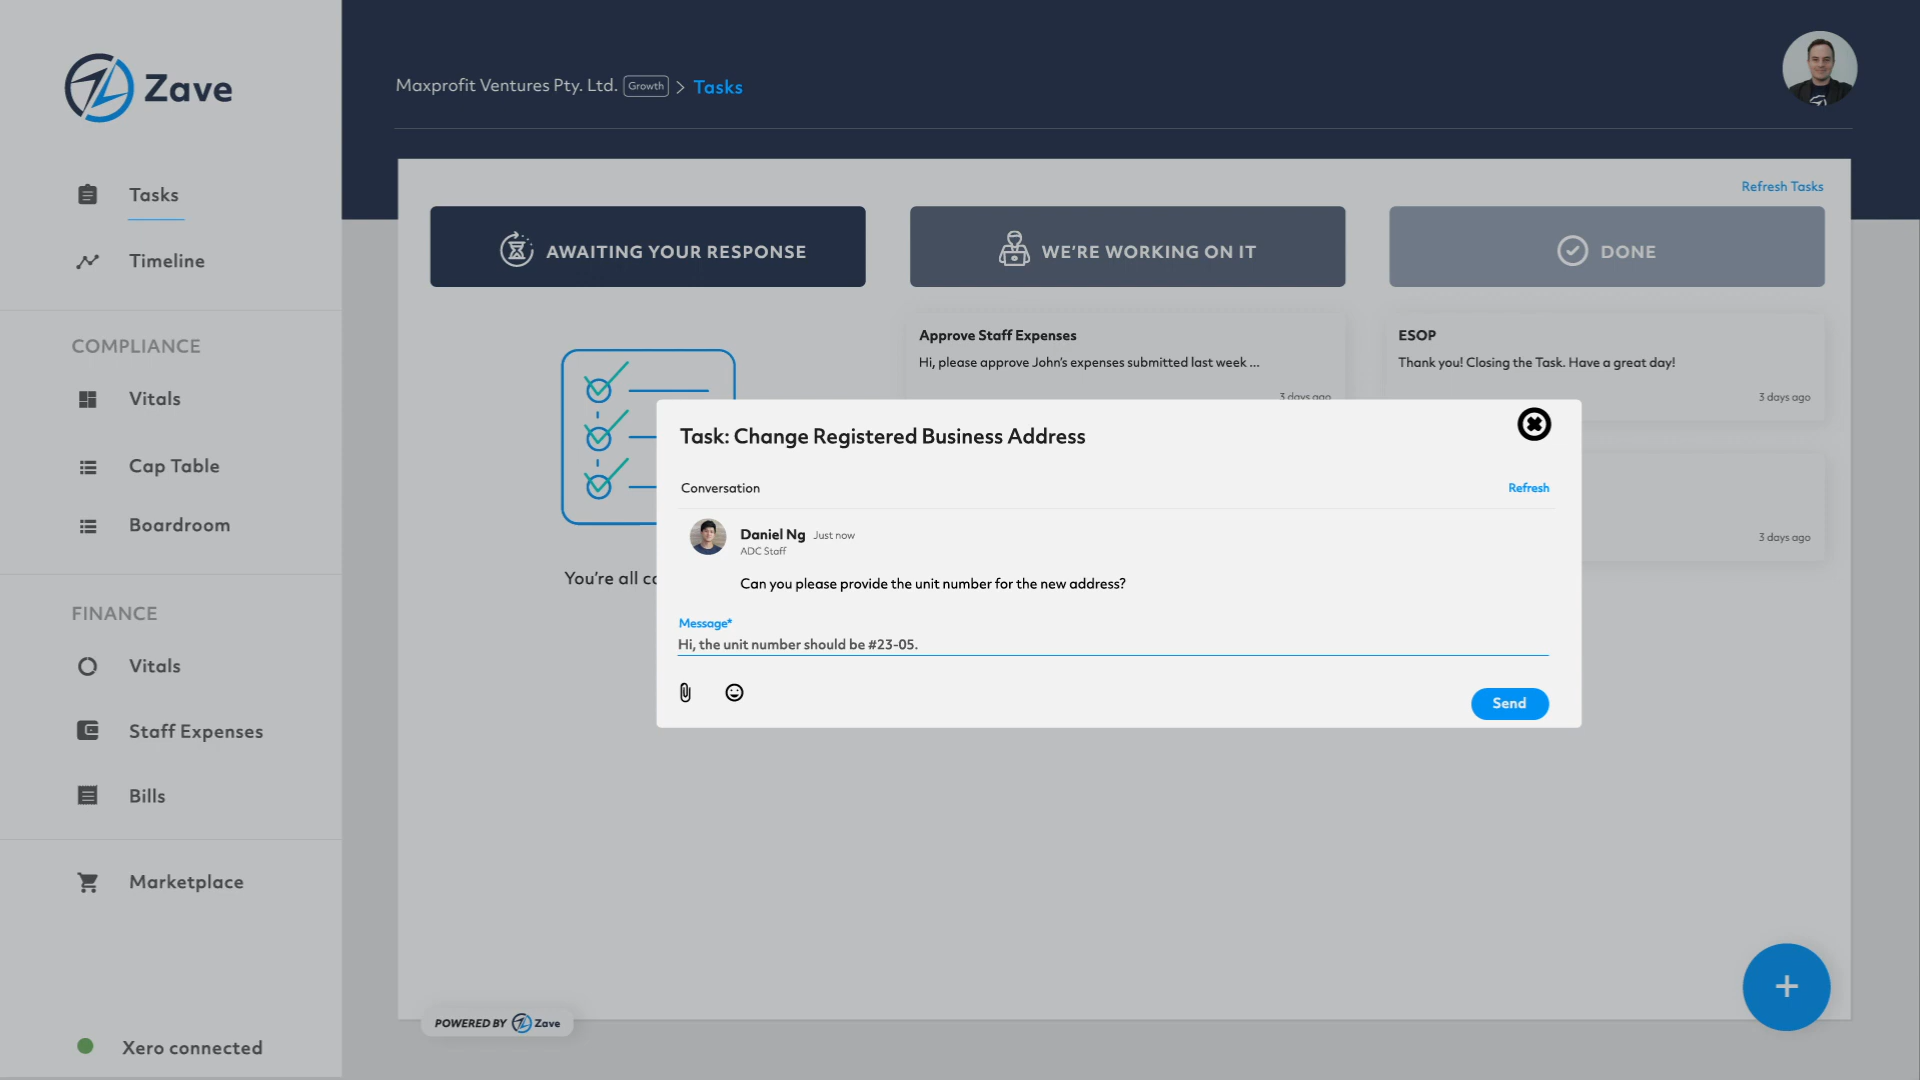 Zave
Maxprofit Ventures Pty. Ltd. Growth > Tasks
Tasks
Timeline
COMPLIANCE
Vitals
Cap Table
Boardroom
FINANCE
Vitals
Staff Expenses
Bills
Marketplace
Xero connected
Refresh Tasks
AWAITING YOUR RESPONSE
WE'RE WORKING ON IT
DONE
You're all
Approve Staff Expenses
Hi, please approve John's expenses submitted last week ...
3 days ago
ESOP
Thank you! Closing the Task. Have a great day!
3 days ago
3 days ago
Task: Change Registered Business Address
Conversation
Refresh
Daniel Ng Just now
ADC Staff
Can you please provide the unit number for the new address?
Message*
Hi, the unit number should be #23-05.
Send
POWERED BY Zave